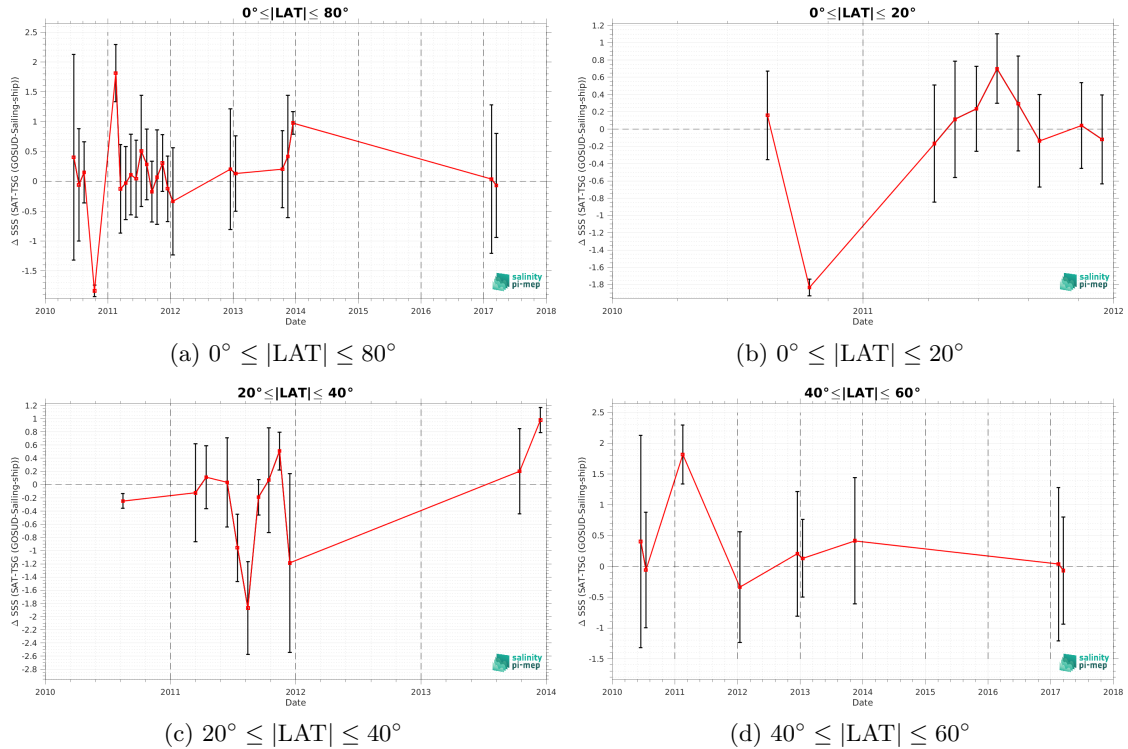 0°≤|LAT|≤ 80°
2.5
2
1.5
1
0.5
0
-0.5
-1
-1.5
Δ SSS (SAT-TSG (GOSUD-Sailing-ship))
2010 2011 2012 2013 2014 2015 2016 2017 2018
Date
salinity
pi-mep
(a) 0° ≤ |LAT| ≤ 80°
0°≤|LAT|≤ 20°
1.2
1
0.8
0.6
0.4
0.2
0
-0.2
-0.4
-0.6
-0.8
-1
-1.2
-1.4
-1.6
-1.8
Δ SSS (SAT-TSG (GOSUD-Sailing-ship))
2010 2011 2012
Date
salinity
pi-mep
(b) 0° ≤ |LAT| ≤ 20°
20°≤|LAT|≤ 40°
1.2
1
0.8
0.6
0.4
0.2
0
-0.2
-0.4
-0.6
-0.8
-1
-1.2
-1.4
-1.6
-1.8
-2
-2.2
-2.4
-2.6
-2.8
Δ SSS (SAT-TSG (GOSUD-Sailing-ship))
2010 2011 2012 2013 2014
Date
salinity
pi-mep
(c) 20° ≤ |LAT| ≤ 40°
40°≤|LAT|≤ 60°
2.5
2
1.5
1
0.5
0
-0.5
-1
-1.5
Δ SSS (SAT-TSG (GOSUD-Sailing-ship))
2010 2011 2012 2013 2014 2015 2016 2017 2018
Date
salinity
pi-mep
(d) 40° ≤ |LAT| ≤ 60°